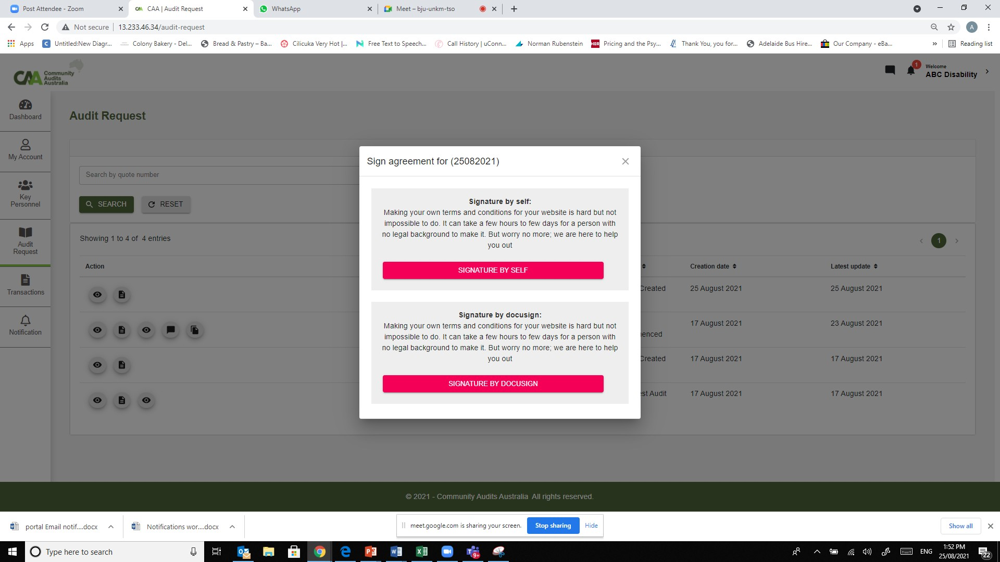 Post Attendee - Zoom
CAA | Audit Request
WhatsApp
Meet – bju-unkm-tso
Not secure
13.233.46.34/audit-request
A
Apps
Untitled:New Diagr...
Colony Bakery - Del...
Bread & Pastry – Ba...
Cilicuka Very Hot |...
Free Text to Speech...
Call History | uConn...
Norman Rubenstein
HBR
Pricing and the Psy...
Thank You, you for...
Adelaide Bus Hire...
Our Company - eBa...
»
Reading list
CAA
Community
Audits
Australia
1
Welcome
ABC Disability
Dashboard
My Account
Key
Personnel
Audit
Request
Transactions
Notification
Audit Request
Search by quote number
SEARCH
RESET
Showing 1 to 4 of 4 entries
1
Action
Creation date
Latest update
Created
25 August 2021
25 August 2021
17 August 2021
23 August 2021
enced
Created
17 August 2021
17 August 2021
st Audit
17 August 2021
17 August 2021
Sign agreement for (25082021)
Signature by self:
Making your own terms and conditions for your website is hard but not
impossible to do. It can take a few hours to few days for a person with
no legal background to make it. But worry no more; we are here to help
you out
SIGNATURE BY SELF
Signature by docusign:
Making your own terms and conditions for your website is hard but not
impossible to do. It can take a few hours to few days for a person with
no legal background to make it. But worry no more; we are here to help
you out
SIGNATURE BY DOCUSIGN
© 2021 - Community Audits Australia All rights reserved.
portal Email notif....docx
Notifications wor....docx
meet.google.com is sharing your screen.
Stop sharing
Hide
Show all
Type here to search
9+
ENG
1:52 PM
25/08/2021
22